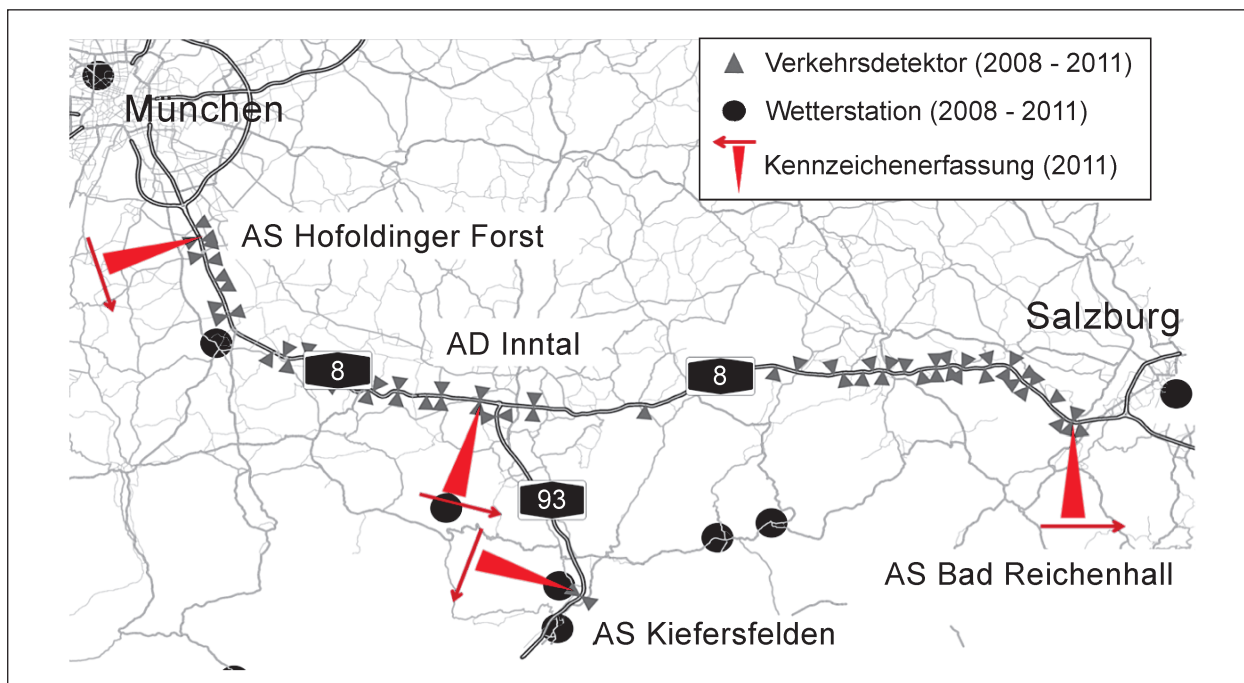 Verkehrsdetektor (2008 - 2011)
Wetterstation (2008 - 2011)
Kennzeichenerfassung (2011)
München
AS Hofoldinger Forst
Salzburg
AD Inntal
8
8
93
AS Bad Reichenhall
AS Kiefersfelden